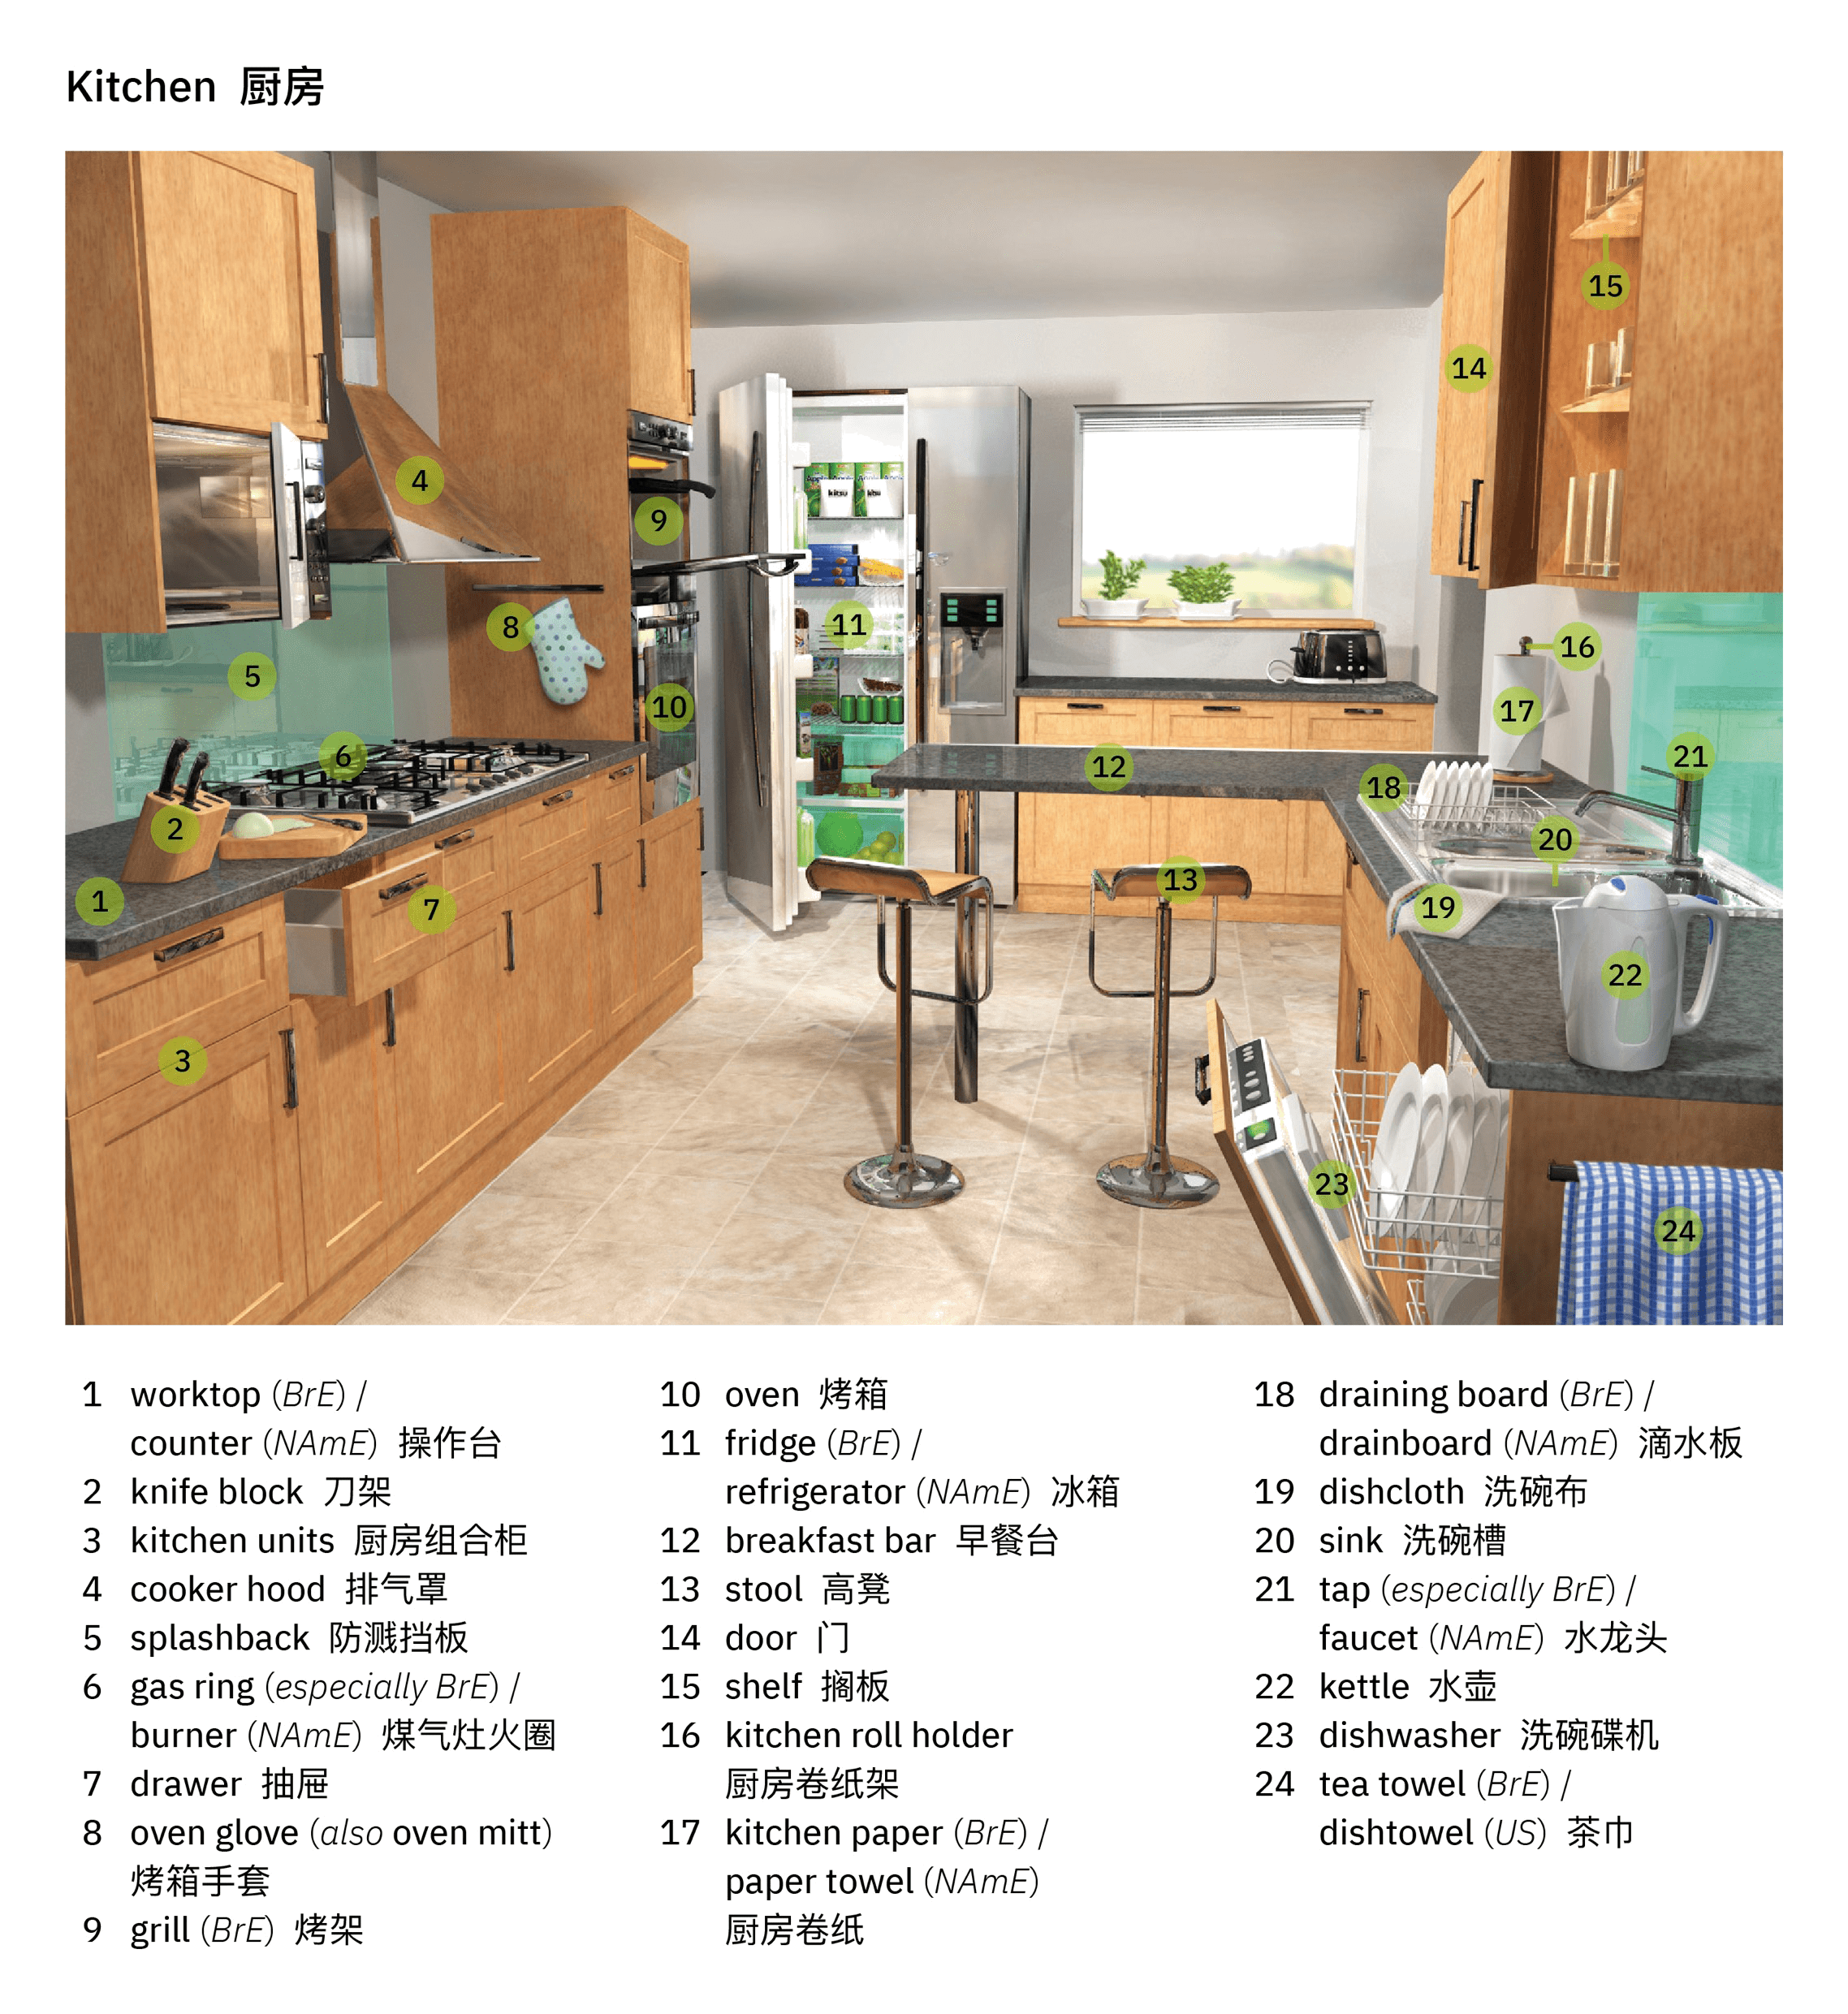 Kitchen 厨房
4
9
8
5
11
10
6
2
1
7
3
12
13
14
15
16
17
18
21
20
19
22
23
24
kitsu
1 worktop (BrE) /
counter (NAmE) 操作台
2 knife block 刀架
3 kitchen units 厨房组合柜
4 cooker hood 排气罩
5 splashback 防溅挡板
6 gas ring (especially BrE) /
burner (NAmE) 煤气灶火圈
7 drawer 抽屉
8 oven glove (also oven mitt)
烤箱手套
9 grill (BrE) 烤架
10 oven 烤箱
11 fridge (BrE) /
refrigerator (NAmE) 冰箱
12 breakfast bar 早餐台
13 stool 高凳
14 door 门
15 shelf 搁板
16 kitchen roll holder
厨房卷纸架
17 kitchen paper (BrE) /
paper towel (NAmE)
厨房卷纸
18 draining board (BrE) /
drainboard (NAmE) 滴水板
19 dishcloth 洗碗布
20 sink 洗碗槽
21 tap (especially BrE) /
faucet (NAmE) 水龙头
22 kettle 水壶
23 dishwasher 洗碗碟机
24 tea towel (BrE) /
dishtowel (US) 茶巾